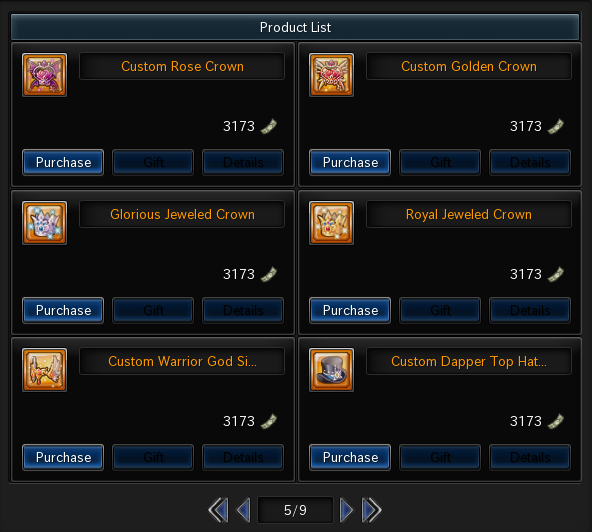 Product List
Custom Rose Crown
3173
Purchase Gift Details
Custom Golden Crown
3173
Purchase Gift Details
Glorious Jeweled Crown
3173
Purchase Gift Details
Royal Jeweled Crown
3173
Purchase Gift Details
Custom Warrior God Si...
3173
Purchase Gift Details
Custom Dapper Top Hat...
3173
Purchase Gift Details
5/9